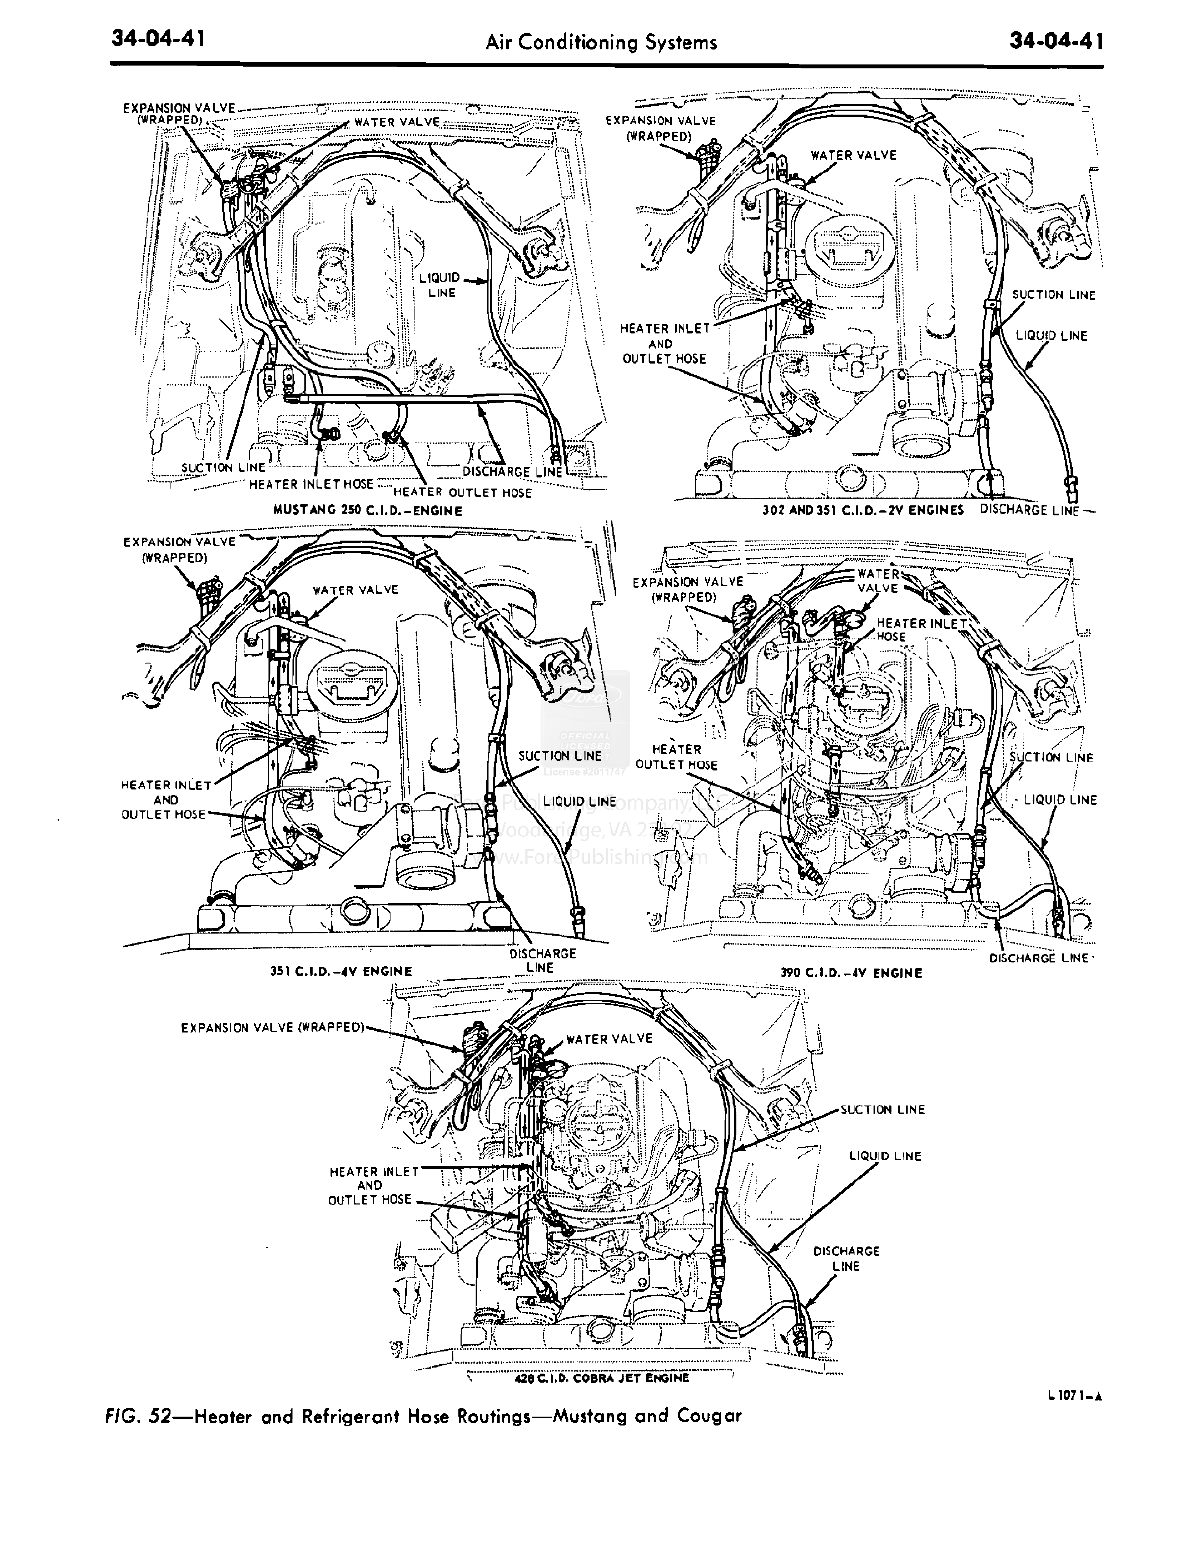 34-04-41
Air Conditioning Systems
34-04-41
EXPANSION VALVE
(WRAPPED)
WATER VALVE
LIQUID
LINE
SUCTION LINE
HEATER INLET HOSE
HEATER OUTLET HOSE
DISCHARGE LINE
MUSTANG 250 C.I.D.-ENGINE
EXPANSION VALVE
(WRAPPED)
WATER VALVE
SUCTION LINE
LIQUID LINE
HEATER INLET
AND
OUTLET HOSE
302 AND 351 C.I.D.-2V ENGINES
DISCHARGE LINE
EXPANSION VALVE
(WRAPPED)
WATER VALVE
SUCTION LINE
LIQUID LINE
HEATER INLET
AND
OUTLET HOSE
DISCHARGE
LINE
351 C.I.D.-4V ENGINE
EXPANSION VALVE
(WRAPPED)
WATER
VALVE
HEATER INLET
HOSE
HEATER
OUTLET HOSE
SUCTION LINE
LIQUID LINE
DISCHARGE LINE
390 C.I.D.-4V ENGINE
OFFICIAL
Publishing Company,
Woodbridge, VA
www.ForelPublishing.com
EXPANSION VALVE (WRAPPED)
WATER VALVE
SUCTION LINE
LIQUID LINE
HEATER INLET
AND
OUTLET HOSE
DISCHARGE
LINE
428 C.I.D. COBRA JET ENGINE
L1071-A
FIG. 52—Heater and Refrigerant Hose Routings—Mustang and Cougar